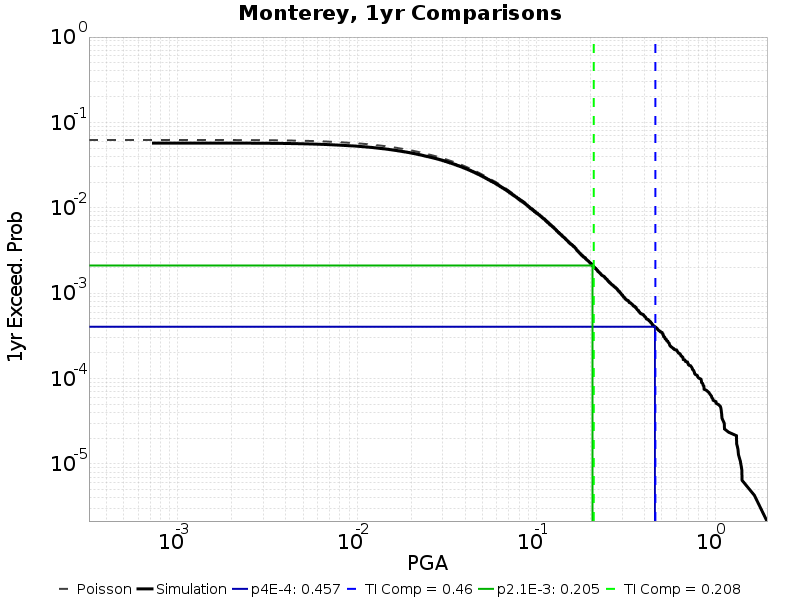 Monterey, 1yr Comparisons
10^0
10^-1
10^-2
10^-3
10^-4
10^-5
1yr Exceed. Prob
10^-3 10^-2 10^-1 10^0
PGA
Poisson Simulation p4E-4: 0.457 TI Comp = 0.46 p2.1E-3: 0.205 TI Comp = 0.208